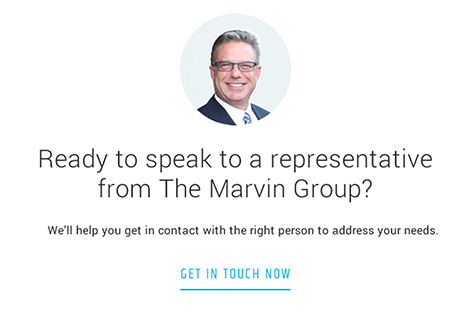 Ready to speak to a representative
from The Marvin Group?
We'll help you get in contact with the right person to address your needs.
GET IN TOUCH NOW